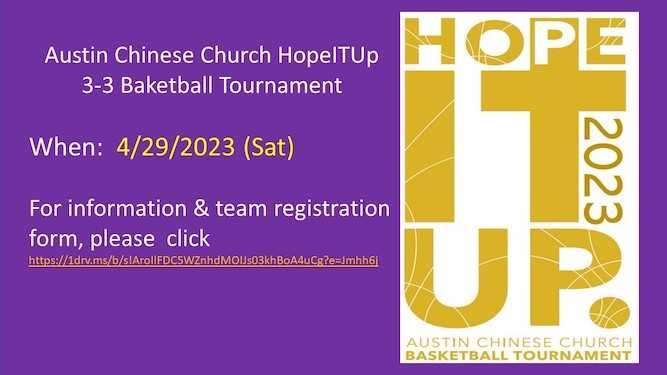 Austin Chinese Church HopeITUp
3-3 Baketball Tournament
When: 4/29/2023 (Sat)
For information & team registration
form, please click
https://1drv.ms/b/s!ArolIFDC5WZnhdMOIJs03khBoA4uCg?e=Jmhh6j
HOPE
IT
2023
UP.
AUSTIN CHINESE CHURCH
BASKETBALL TOURNAMENT